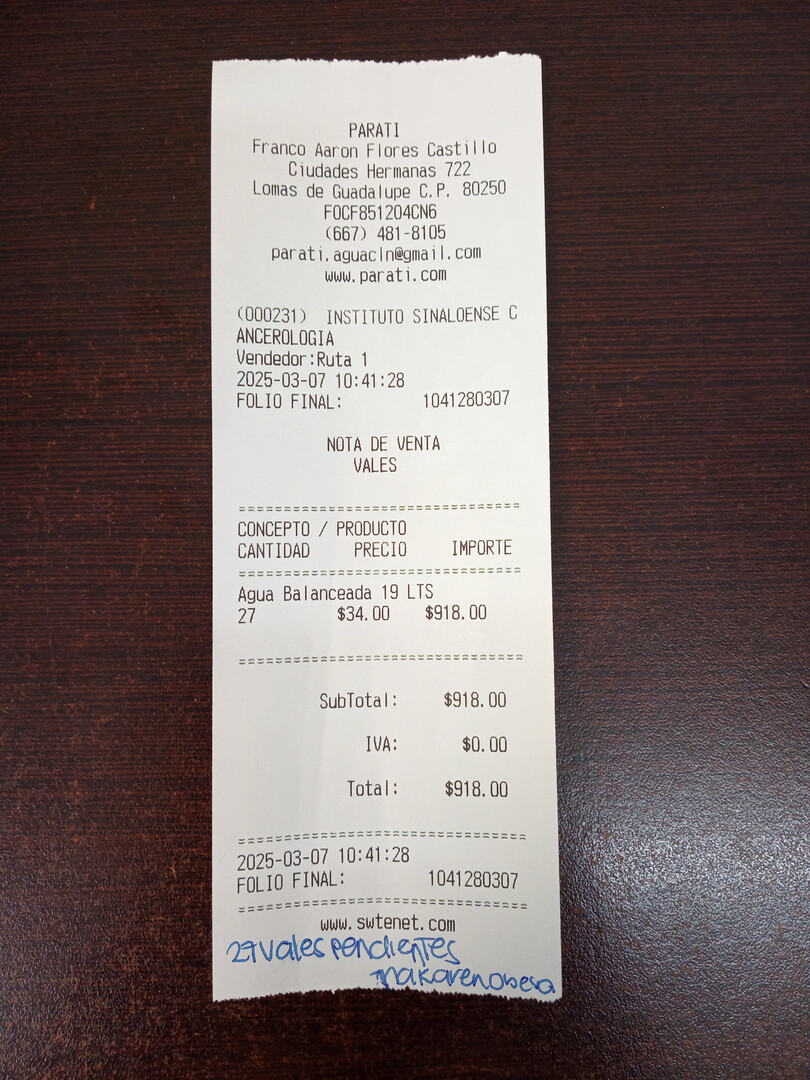 PARATI
Franco Aaron Flores Castillo
Ciudades Hermanas 722
Lomas de Guadalupe C.P. 80250
FOCF851204CN6
(667) 481-8105
parati.aguacln@gmail.com
www.parati.com
(000231) INSTITUTO SINALOENSE C
ANCEROLOGIA
Vendedor:Ruta 1
2025-03-07 10:41:28
FOLIO FINAL: 1041280307
NOTA DE VENTA
VALES
================================
CONCEPTO / PRODUCTO
CANTIDAD PRECIO IMPORTE
================================
Agua Balanceada 19 LTS
27 $34.00 $918.00
================================
SubTotal: $918.00
IVA: $0.00
Total: $918.00
================================
2025-03-07 10:41:28
FOLIO FINAL: 1041280307
================================
www.swtenet.com
27 vales pendientes